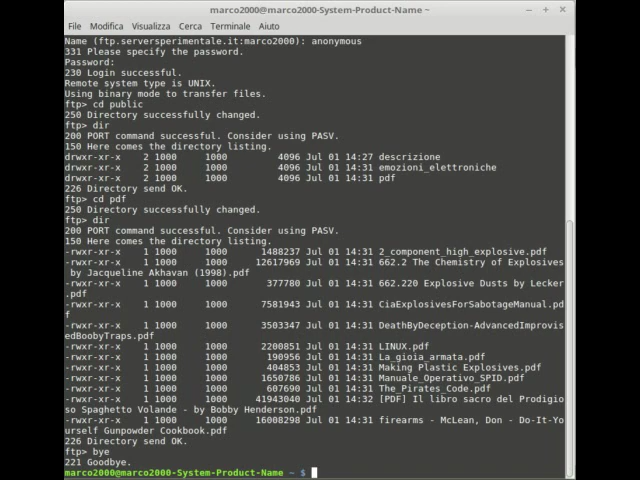 marco2000@marco2000-System-Product-Name ~
File Modifica Visualizza Cerca Terminale Aiuto
Name (ftp.serversperimentale.it:marco2000): anonymous
331 Please specify the password.
Password:
230 Login successful.
Remote system type is UNIX.
Using binary mode to transfer files.
ftp> cd public
250 Directory successfully changed.
ftp> dir
200 PORT command successful. Consider using PASV.
150 Here comes the directory listing.
drwxr-xr-x 2 1000 1000 4096 Jul 01 14:27 descrizione
drwxr-xr-x 2 1000 1000 4096 Jul 01 14:31 emozioni_elettroniche
drwxr-xr-x 2 1000 1000 4096 Jul 01 14:31 pdf
226 Directory send OK.
ftp> cd pdf
250 Directory successfully changed.
ftp> dir
200 PORT command successful. Consider using PASV.
150 Here comes the directory listing.
-rwxr-xr-x 1 1000 1000 1488237 Jul 01 14:31 2_component_high_explosive.pdf
-rwxr-xr-x 1 1000 1000 12617969 Jul 01 14:31 662.2 The Chemistry of Explosives
by Jacqueline Akhavan (1998).pdf
-rwxr-xr-x 1 1000 1000 377780 Jul 01 14:31 662.220 Explosive Dusts by Lecker
.pdf
-rwxr-xr-x 1 1000 1000 7581943 Jul 01 14:31 CiaExplosivesForSabotageManual.pd
f
-rwxr-xr-x 1 1000 1000 3503347 Jul 01 14:31 DeathByDeception-AdvancedImprovis
edBoobyTraps.pdf
-rwxr-xr-x 1 1000 1000 2200851 Jul 01 14:31 LINUX.pdf
-rwxr-xr-x 1 1000 1000 190956 Jul 01 14:31 La_gioia_armata.pdf
-rwxr-xr-x 1 1000 1000 404853 Jul 01 14:31 Making Plastic Explosives.pdf
-rwxr-xr-x 1 1000 1000 1650786 Jul 01 14:31 Manuale_Operativo_SPID.pdf
-rwxr-xr-x 1 1000 1000 607690 Jul 01 14:31 The_Pirates_Code.pdf
-rwxr-xr-x 1 1000 1000 41943040 Jul 01 14:32 [PDF] Il libro sacro del Prodigio
so Spaghetto Volande - by Bobby Henderson.pdf
-rwxr-xr-x 1 1000 1000 16008298 Jul 01 14:31 firearms - McLean, Don - Do-It-Yo
urself Gunpowder Cookbook.pdf
226 Directory send OK.
ftp> bye
221 Goodbye.
marco2000@marco2000-System-Product-Name ~ $